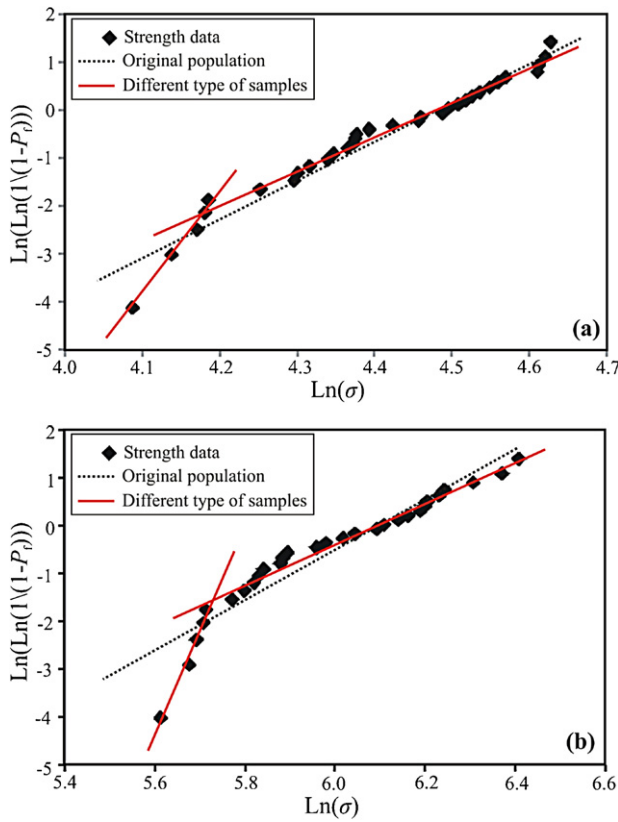 2
1
0
-1
-2
-3
-4
-5
Ln(Ln(1\(1-Pf)))
Strength data
Original population
Different type of samples
(a)
4.0 4.1 4.2 4.3 4.4 4.5 4.6 4.7
Ln(σ)
2
1
0
-1
-2
-3
-4
-5
Ln(Ln(1\(1-Pf)))
Strength data
Original population
Different type of samples
(b)
5.4 5.6 5.8 6.0 6.2 6.4 6.6
Ln(σ)